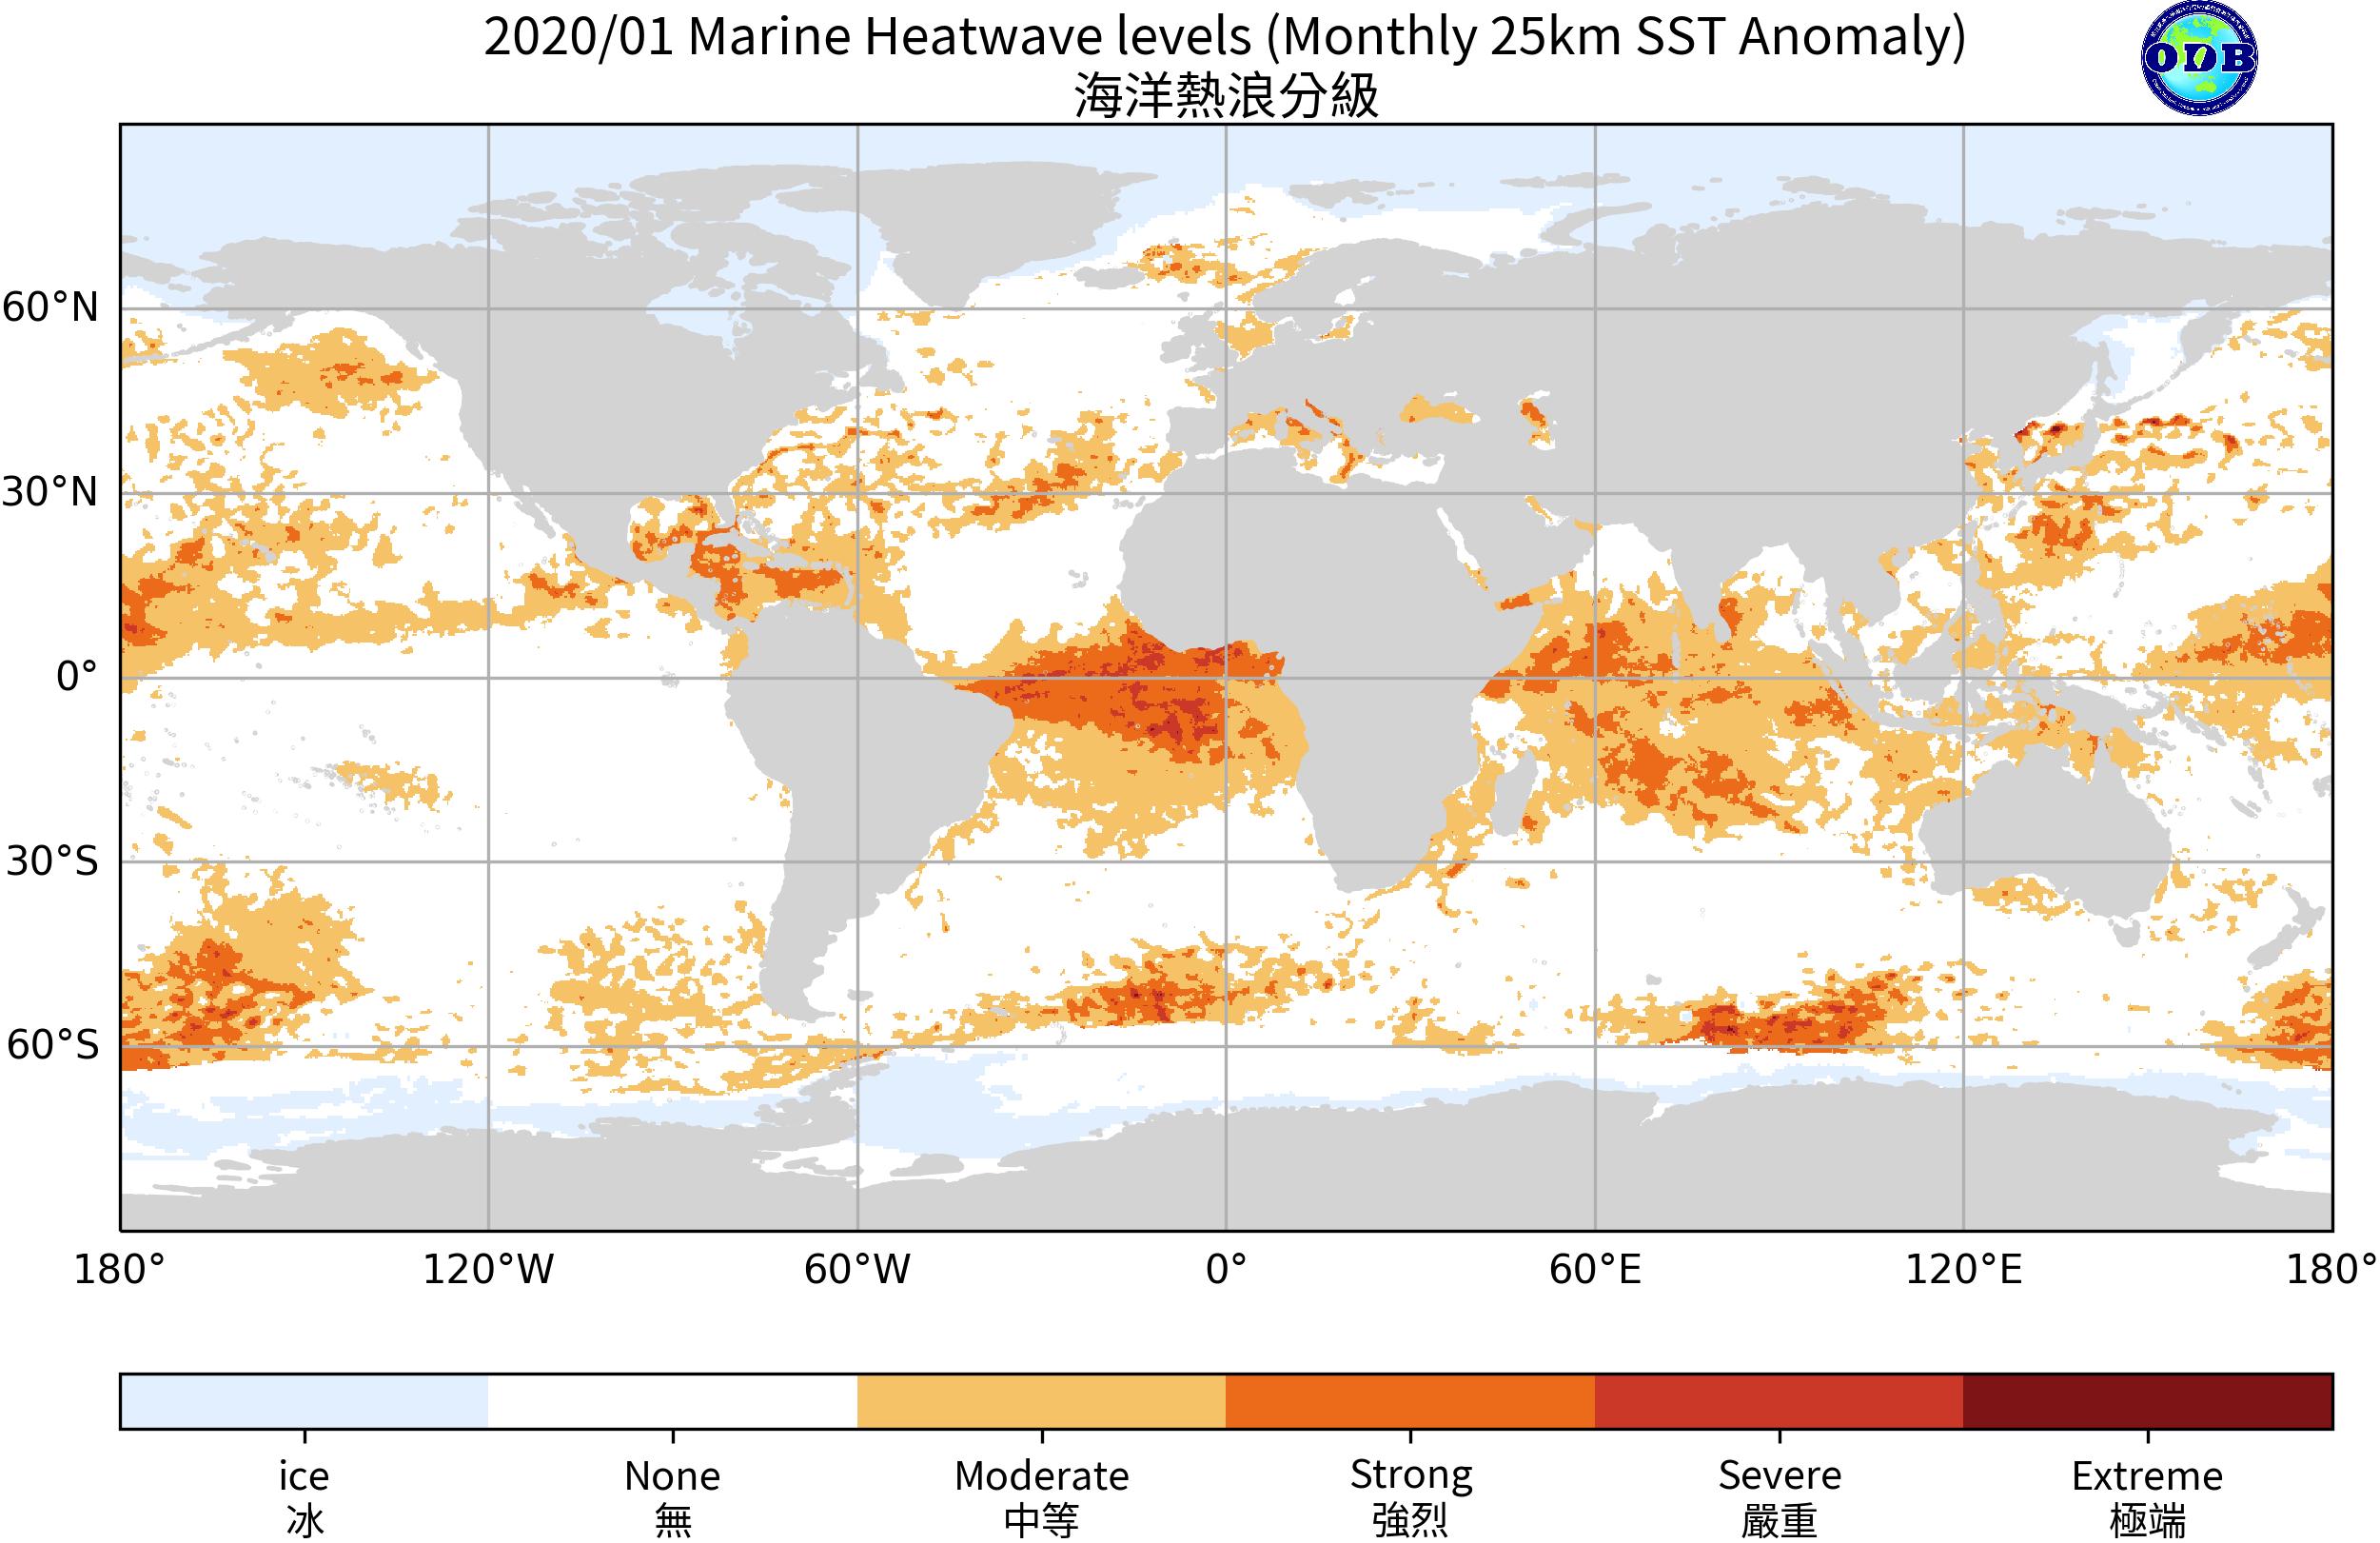 2020/01 Marine Heatwave levels (Monthly 25km SST Anomaly)
海洋熱浪分級
ODB
60°N
30°N
0°
30°S
60°S
180° 120°W 60°W 0° 60°E 120°E 180°
ice None Moderate Strong Severe Extreme
冰 無 中等 強烈 嚴重 極端